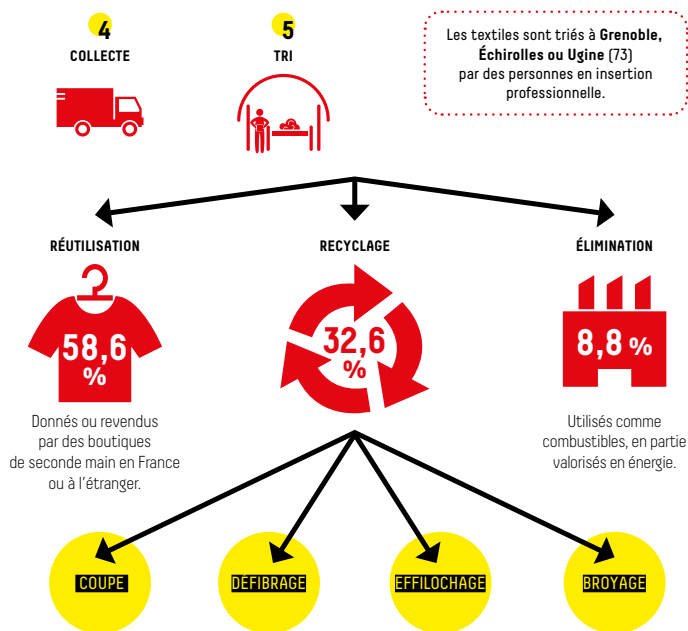 4
COLLECTE
5
TRI
Les textiles sont triés à Grenoble,
Échirolles ou Ugine (73)
par des personnes en insertion
professionnelle.
RÉUTILISATION
58,6
%
Donnés ou revendus
par des boutiques
de seconde main en France
ou à l'étranger.
RECYCLAGE
32,6
%
ÉLIMINATION
8,8 %
Utilisés comme
combustibles, en partie
valorisés en énergie.
COUPE
DÉFIBRAGE
EFFILOCHAGE
BROYAGE